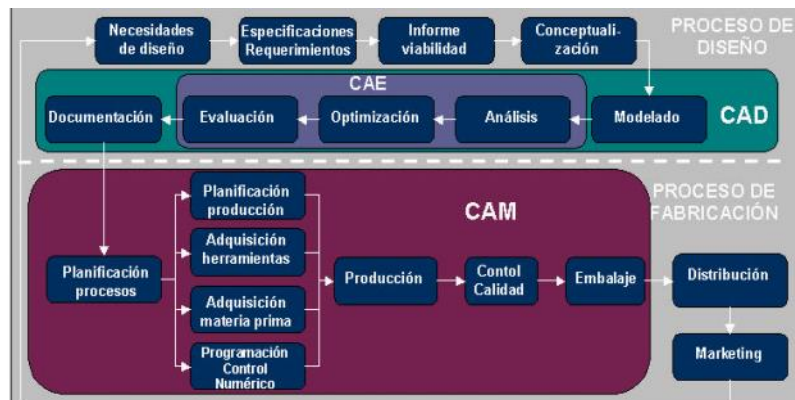 PROCESO DE
DISEÑO
Necesidades
de diseño
Especificaciones
Requerimientos
Informe
viabilidad
Conceptuali-
zación
CAE
CAD
Documentación
Evaluación
Optimización
Análisis
Modelado
PROCESO DE
FABRICACIÓN
CAM
Planificación
procesos
Planificación
producción
Adquisición
herramientas
Adquisición
materia prima
Programación
Control
Numérico
Producción
Contol
Calidad
Embalaje
Distribución
Marketing